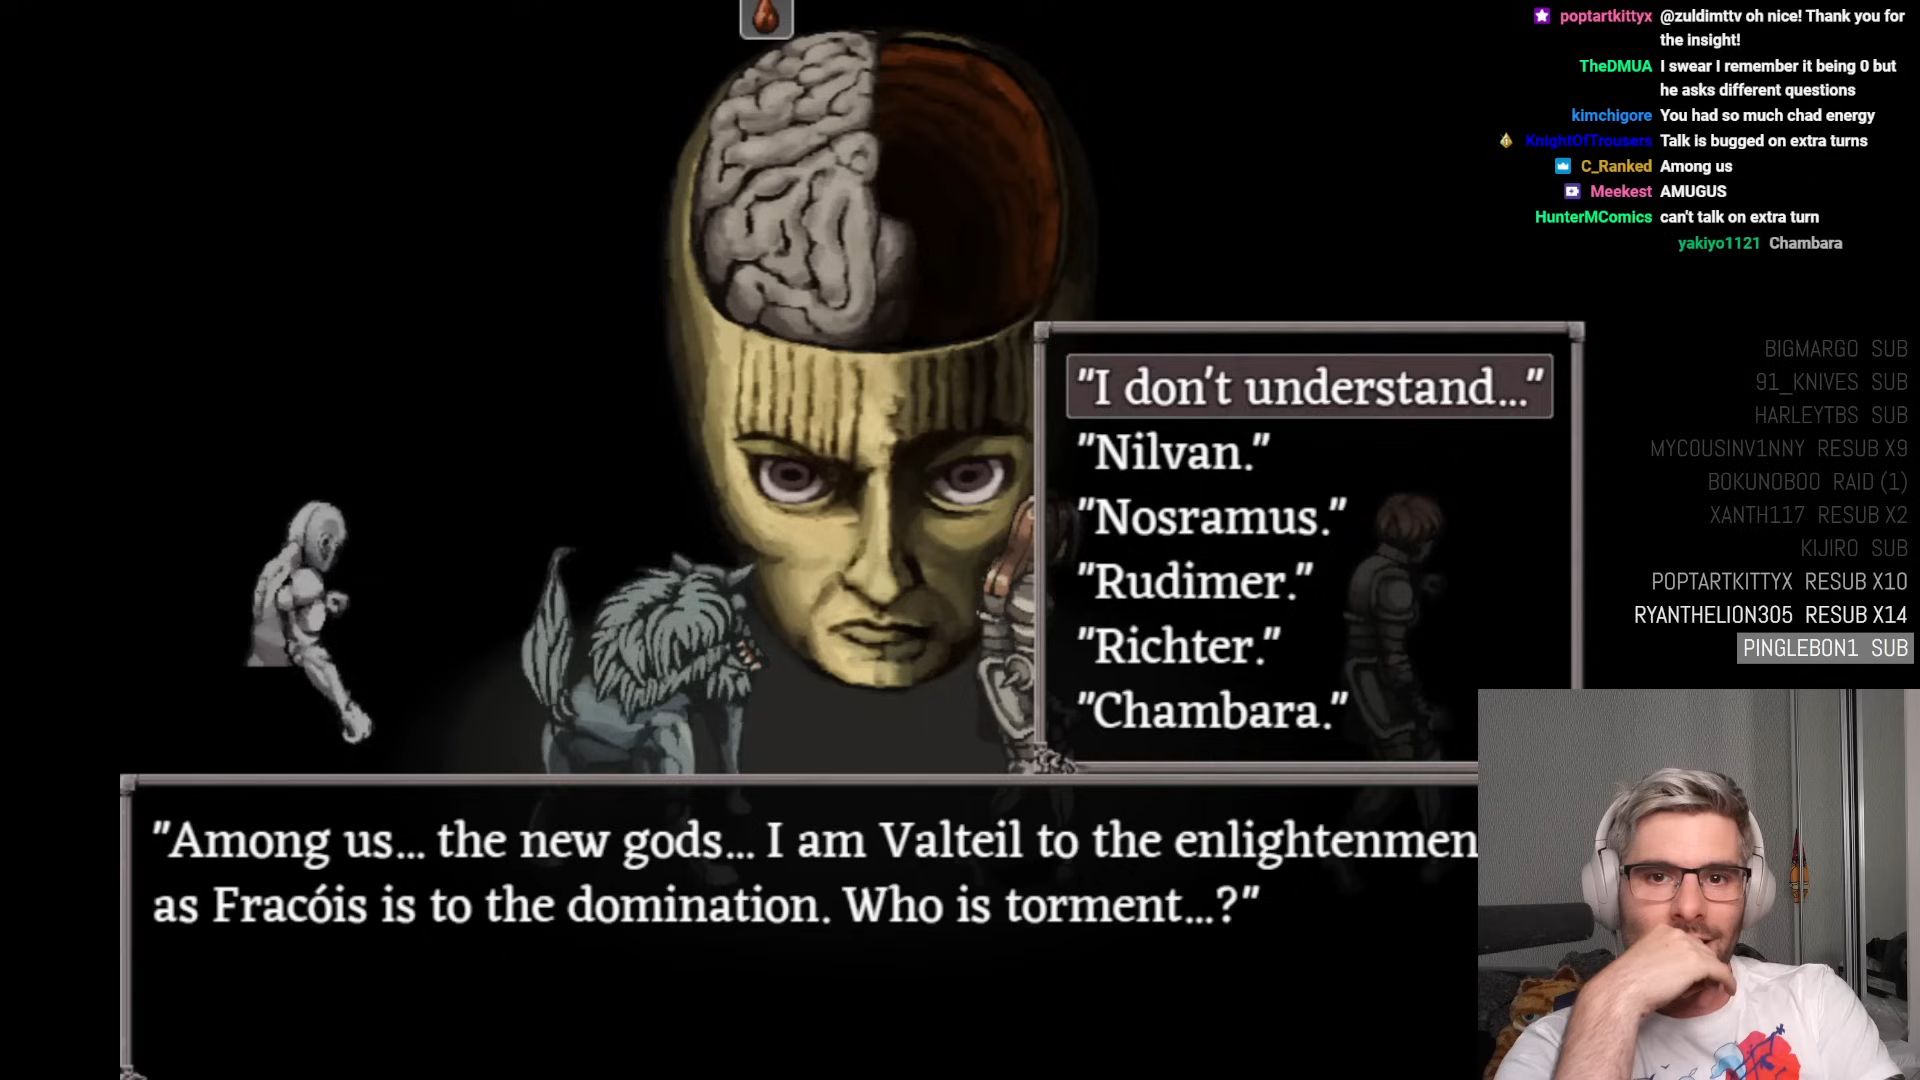 poptartkittyx @zuldimttv oh nice! Thank you for
the insight!
TheDMUA I swear I remember it being 0 but
he asks different questions
kimchigore You had so much chad energy
KnightOfTrousers Talk is bugged on extra turns
C_Ranked Among us
Meekest AMUGUS
HunterMComics can't talk on extra turn
yakiyo1121 Chambara
"I don't understand..."
"Nilvan."
"Nosramus."
"Rudimer."
"Richter."
"Chambara."
BIGMARGO SUB
91_KNIVES SUB
HARLEYTBS SUB
MYCOUSINV1NNY RESUB X9
BOKUNOBOO RAID (1)
XANTH117 RESUB X2
KIJIRO SUB
POPTARTKITTYX RESUB X10
RYANTHELION305 RESUB X14
PINGLEBON1 SUB
"Among us... the new gods... I am Valteil to the enlightenmen
as Fracóis is to the domination. Who is torment...?"